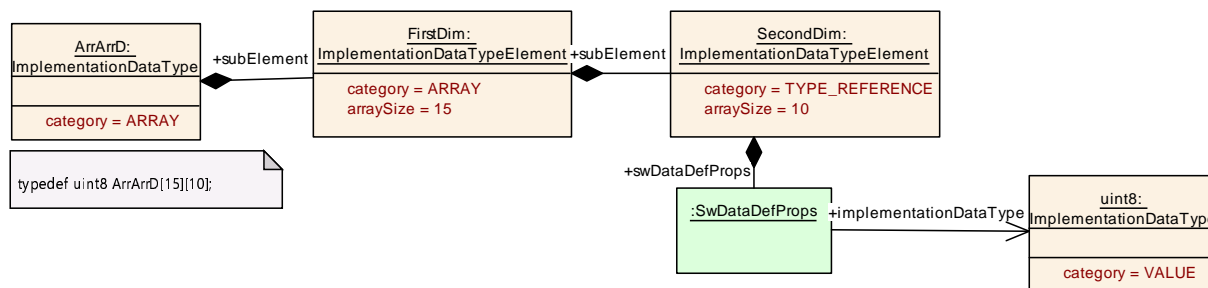 ArrArrD:
ImplementationDataType
category = ARRAY
+subElement
FirstDim:
ImplementationDataTypeElement
category = ARRAY
arraySize = 15
+subElement
SecondDim:
ImplementationDataTypeElement
category = TYPE_REFERENCE
arraySize = 10
typedef uint8 ArrArrD[15][10];
+swDataDefProps
:SwDataDefProps
+implementationDataType
uint8:
ImplementationDataType
category = VALUE